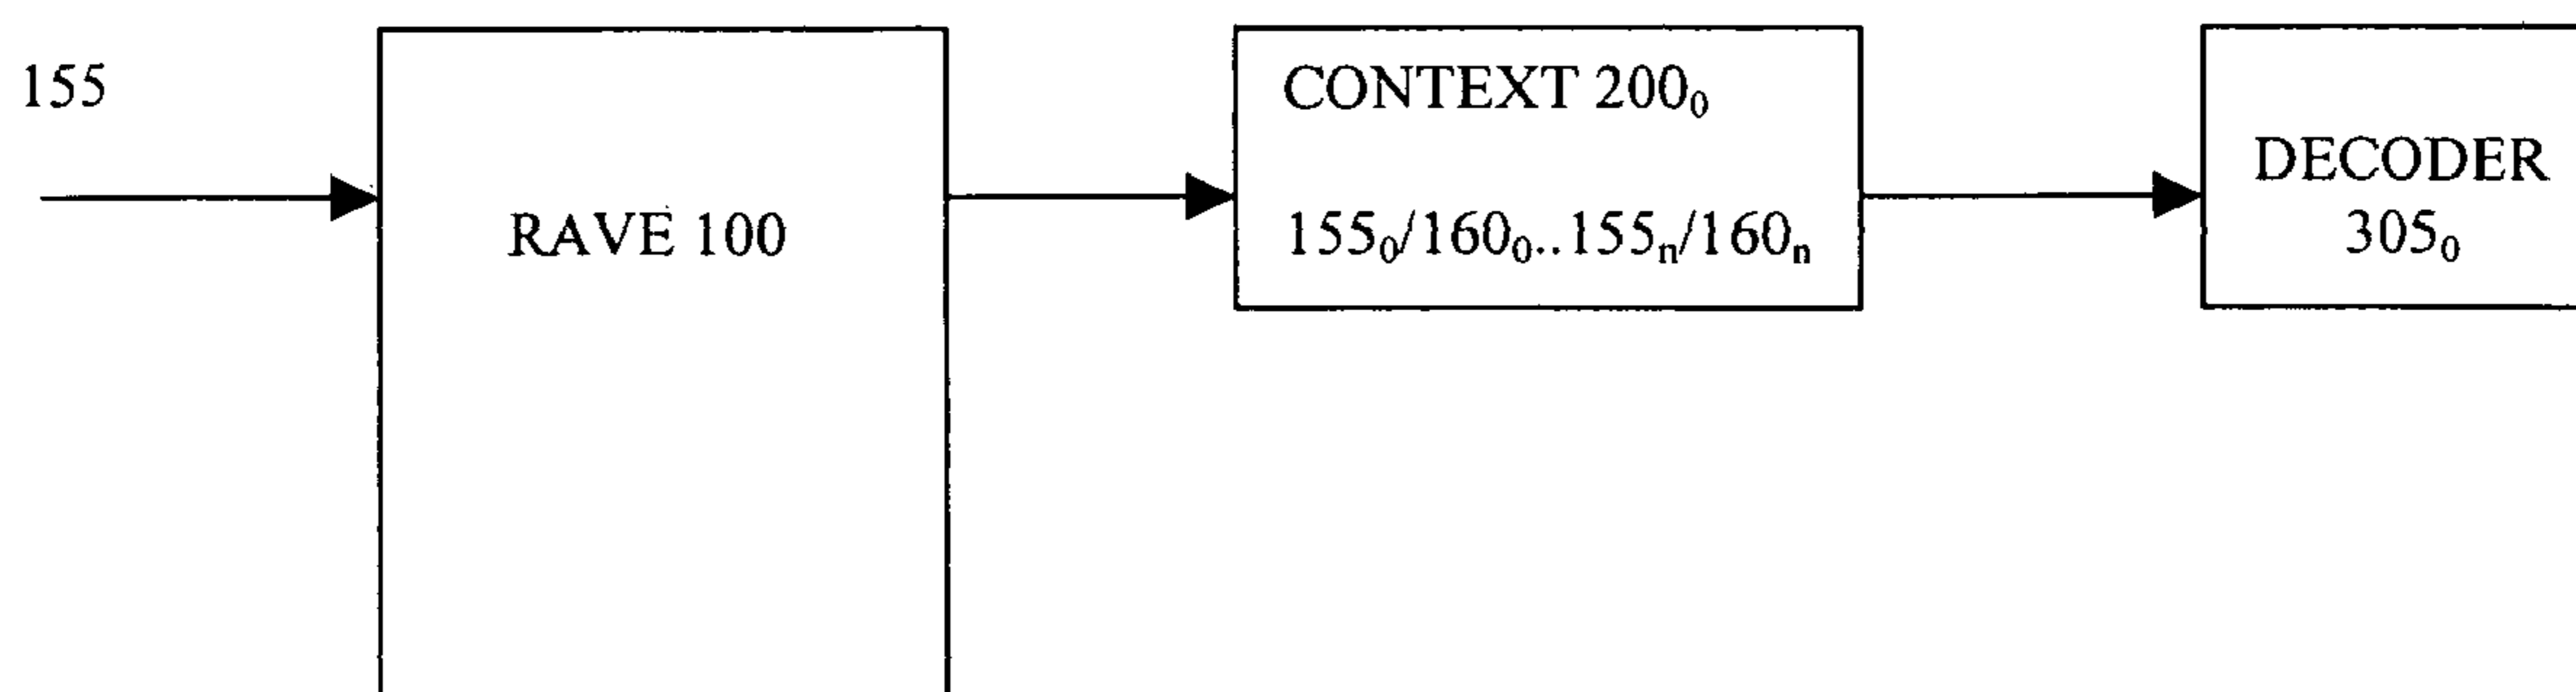 155
RAVE 100
CONTEXT 200₀
155₀/160₀..155ₙ/160ₙ
DECODER
305₀